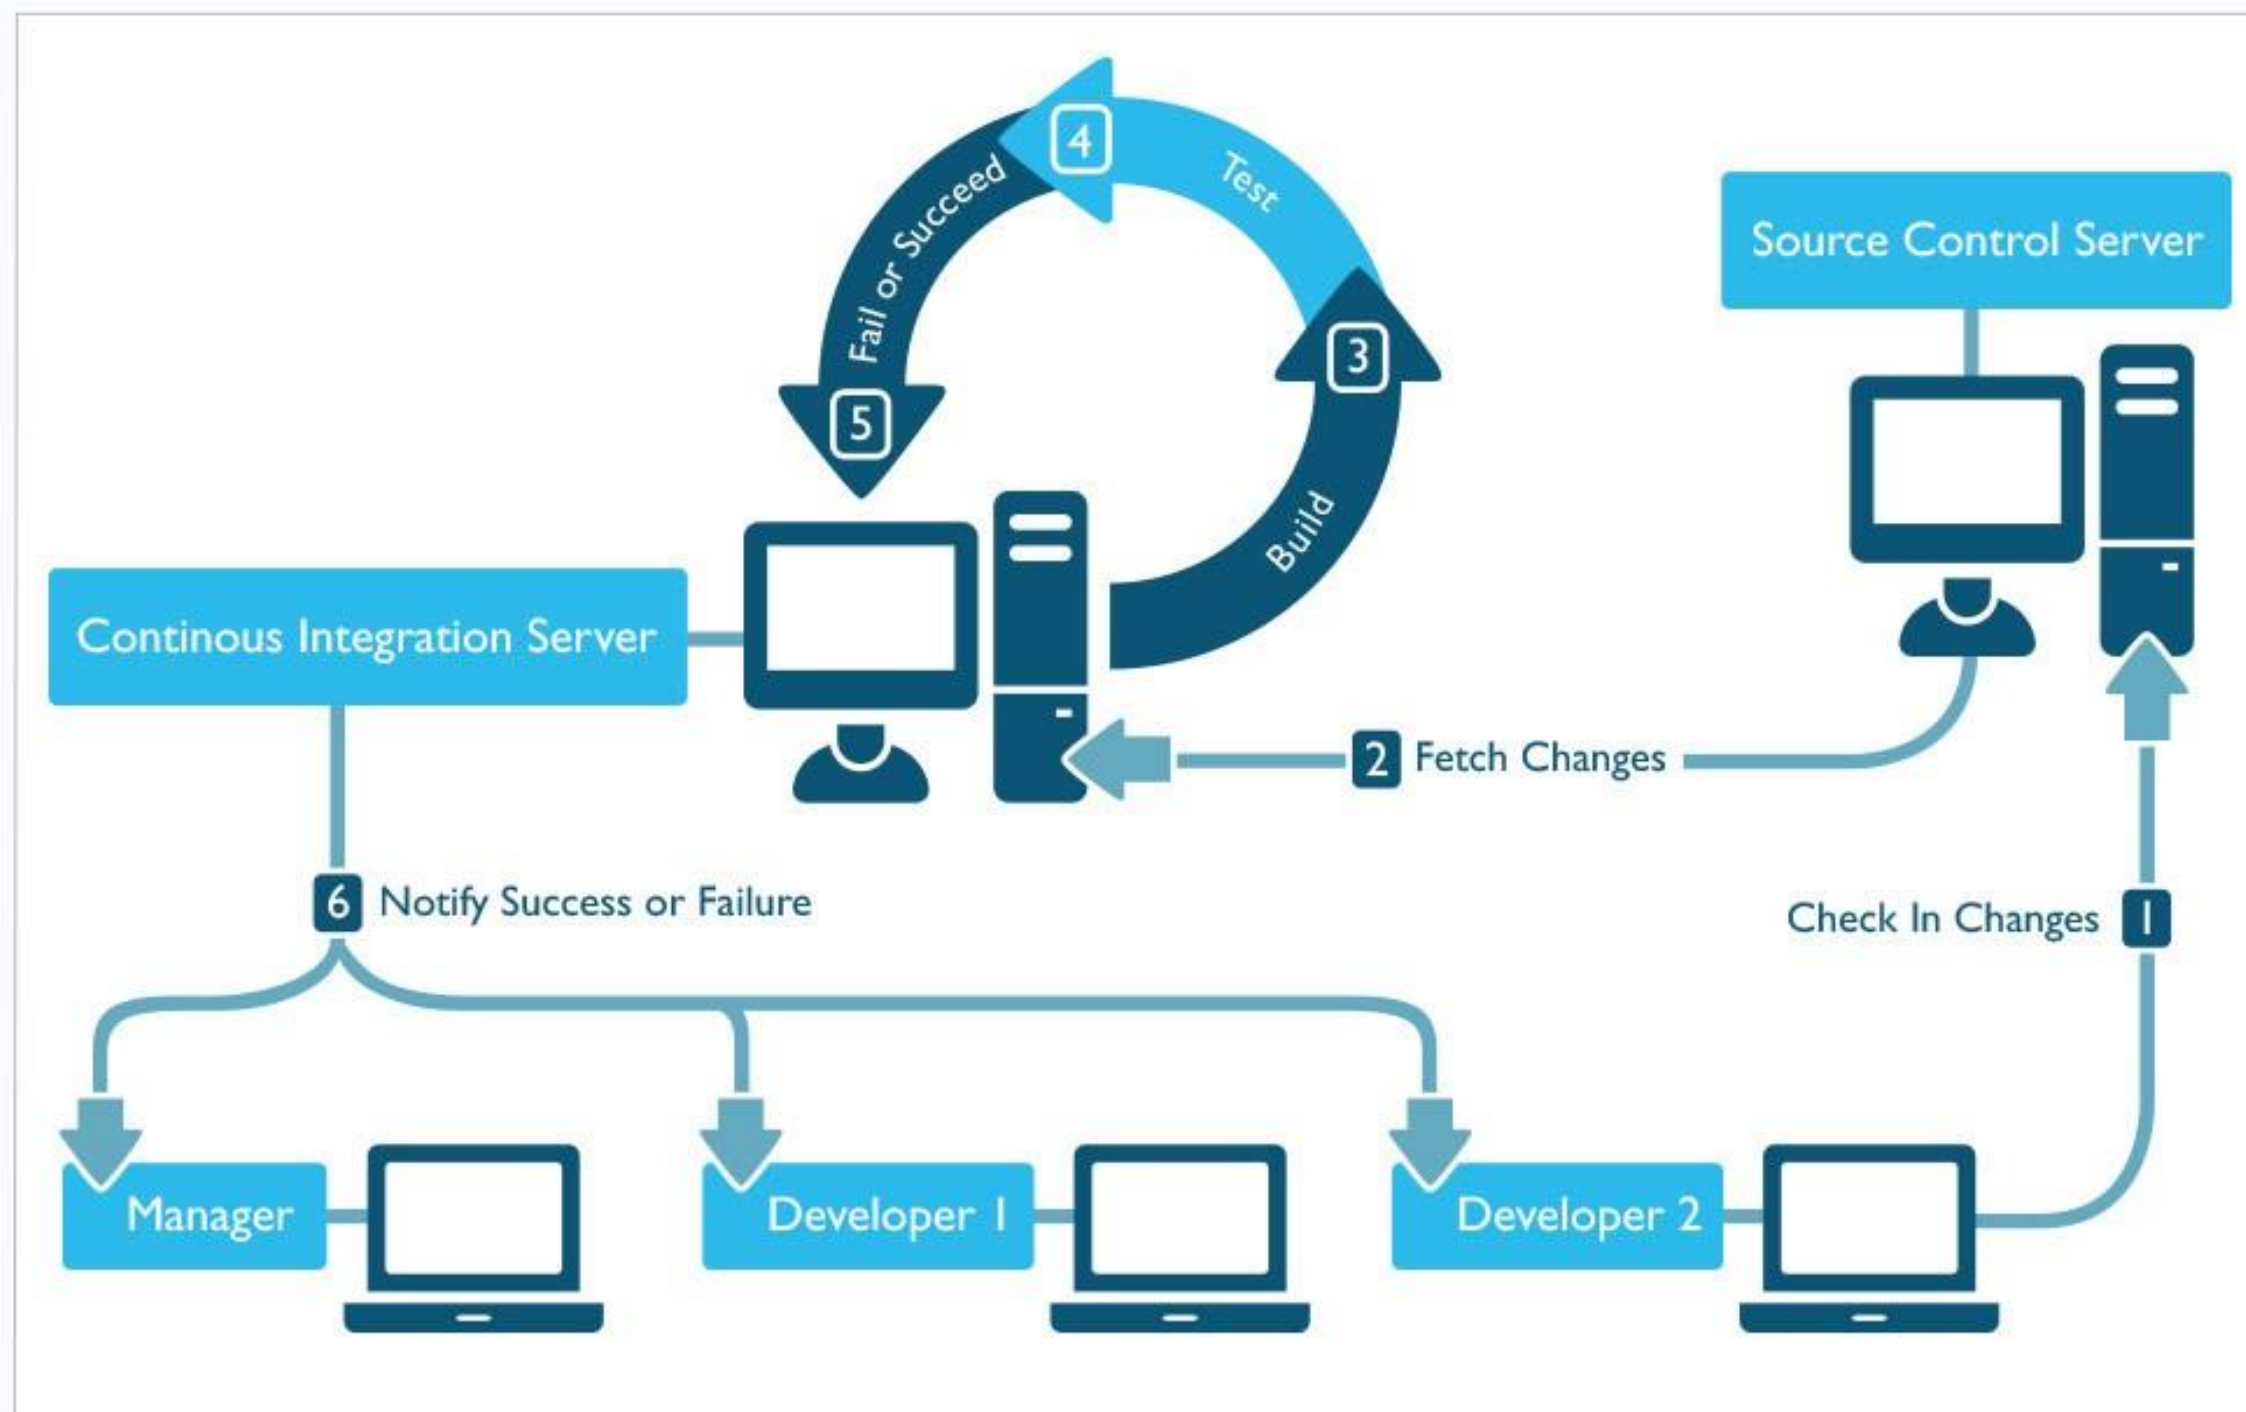 4
Test
Fail or Succeed
Source Control Server
3
5
Build
Continous Integration Server
2 Fetch Changes
6 Notify Success or Failure
Check In Changes 1
Manager
Developer 1
Developer 2